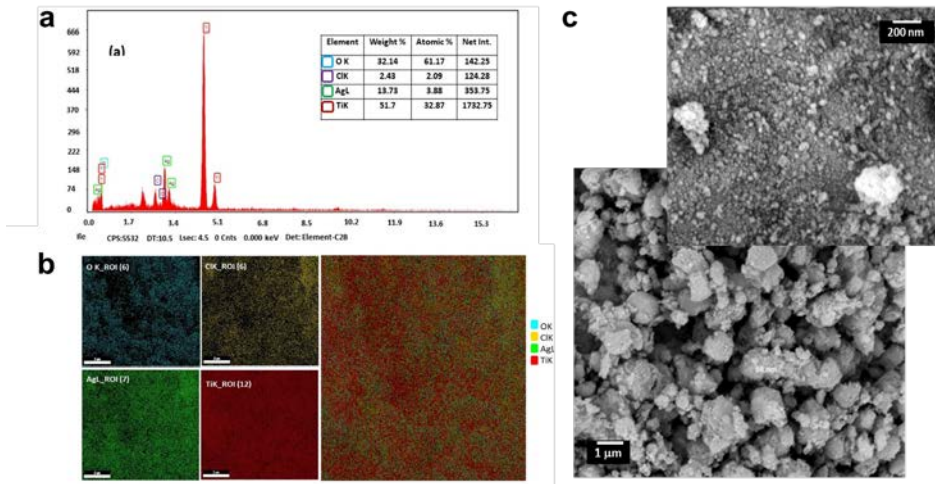 a
(a)
666
592
518
444
370
296
222
148
74
0
0.0 1.7 3.4 5.1 6.8 8.5 10.2 11.9 13.6 15.3
CPS:5532 DT:10.5 Lsec: 4.5 0 Cnts 0.000 keV Det: Element-C2B
Element Weight % Atomic % Net Int.
O K 32.14 61.17 142.25
ClK 2.43 2.09 124.28
AgL 13.73 3.88 353.75
TiK 51.7 32.87 1732.75
b
O K_ROI (6)
ClK_ROI (6)
AgL_ROI (7)
TiK_ROI (12)
OK
ClK
AgL
TiK
c
200 nm
1 µm